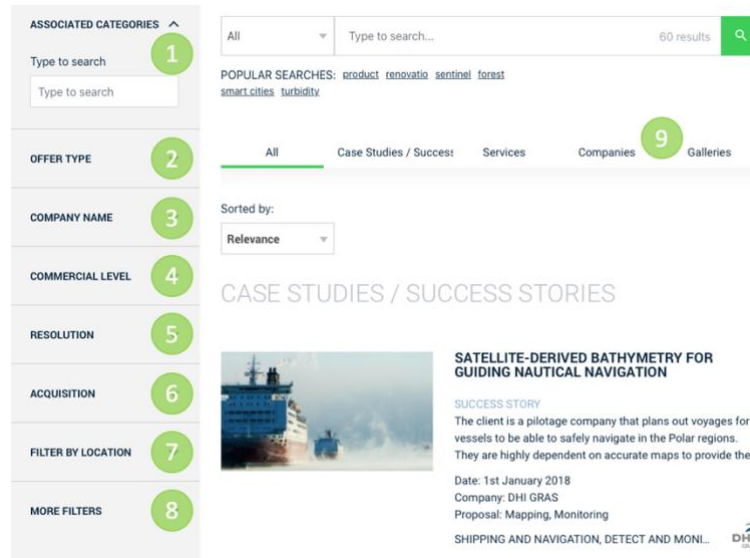 ASSOCIATED CATEGORIES
1
Type to search
Type to search
OFFER TYPE 2
COMPANY NAME 3
COMMERCIAL LEVEL 4
RESOLUTION 5
ACQUISITION 6
FILTER BY LOCATION 7
MORE FILTERS 8
All Type to search... 60 results
POPULAR SEARCHES: product renovatio sentinel forest
smart cities turbidity
9
All Case Studies / Success Services Companies Galleries
Sorted by:
Relevance
CASE STUDIES / SUCCESS STORIES
SATELLITE-DERIVED BATHYMETRY FOR
GUIDING NAUTICAL NAVIGATION
SUCCESS STORY
The client is a pilotage company that plans out voyages for
vessels to be able to safely navigate in the Polar regions.
They are highly dependent on accurate maps to provide the
Date: 1st January 2018
Company: DHI GRAS
Proposal: Mapping, Monitoring
SHIPPING AND NAVIGATION, DETECT AND MONI...